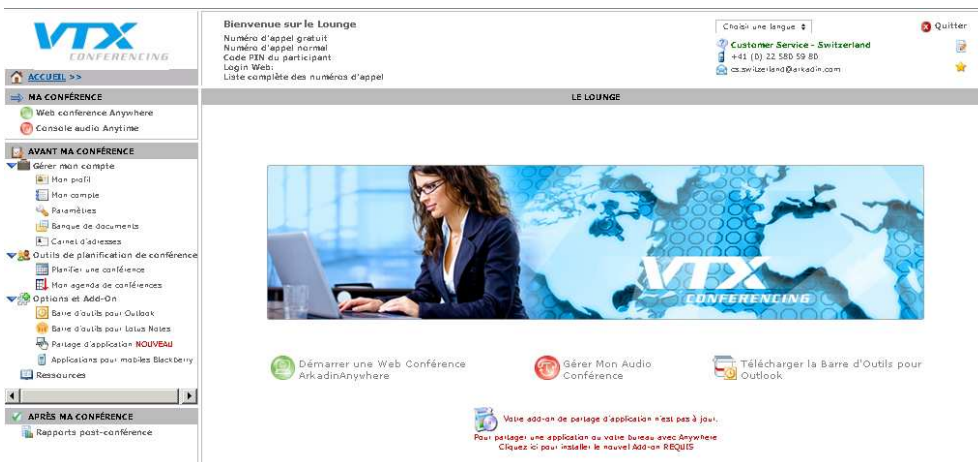 VTX
CONFERENCING
ACCUEIL >>
MA CONFÉRENCE
Web conference Anywhere
Console audio Anytime
AVANT MA CONFÉRENCE
Gérer mon compte
Mon profil
Mon compte
Paramètres
Banque de documents
Carnet d'adresses
Outils de planification de conférence
Planifier une conférence
Mon agenda de conférences
Options et Add-On
Barre d'outils pour Outlook
Barre d'outils pour Lotus Notes
Partage d'application NOUVEAU
Applications pour mobiles Blackberry
Ressources
APRÈS MA CONFÉRENCE
Rapports post-conférence
Bienvenue sur le Lounge
Numéro d'appel gratuit
Numéro d'appel normal
Code PIN du participant
Login Web:
Liste complète des numéros d'appel
Choisir une langue
Customer Service - Switzerland
+41 (0) 22 580 59 80
cs.switzerland@arkadin.com
Quitter
LE LOUNGE
VTX
CONFERENCING
Démarrer une Web Conférence
ArkadinAnywhere
Gérer Mon Audio
Conférence
Télécharger la Barre d'Outils pour
Outlook
Votre add-on de partage d'application n'est pas à jour.
Pour partager une application ou votre bureau avec Anywhere
Cliquez ici pour installer le nouvel Add-on REQUIS